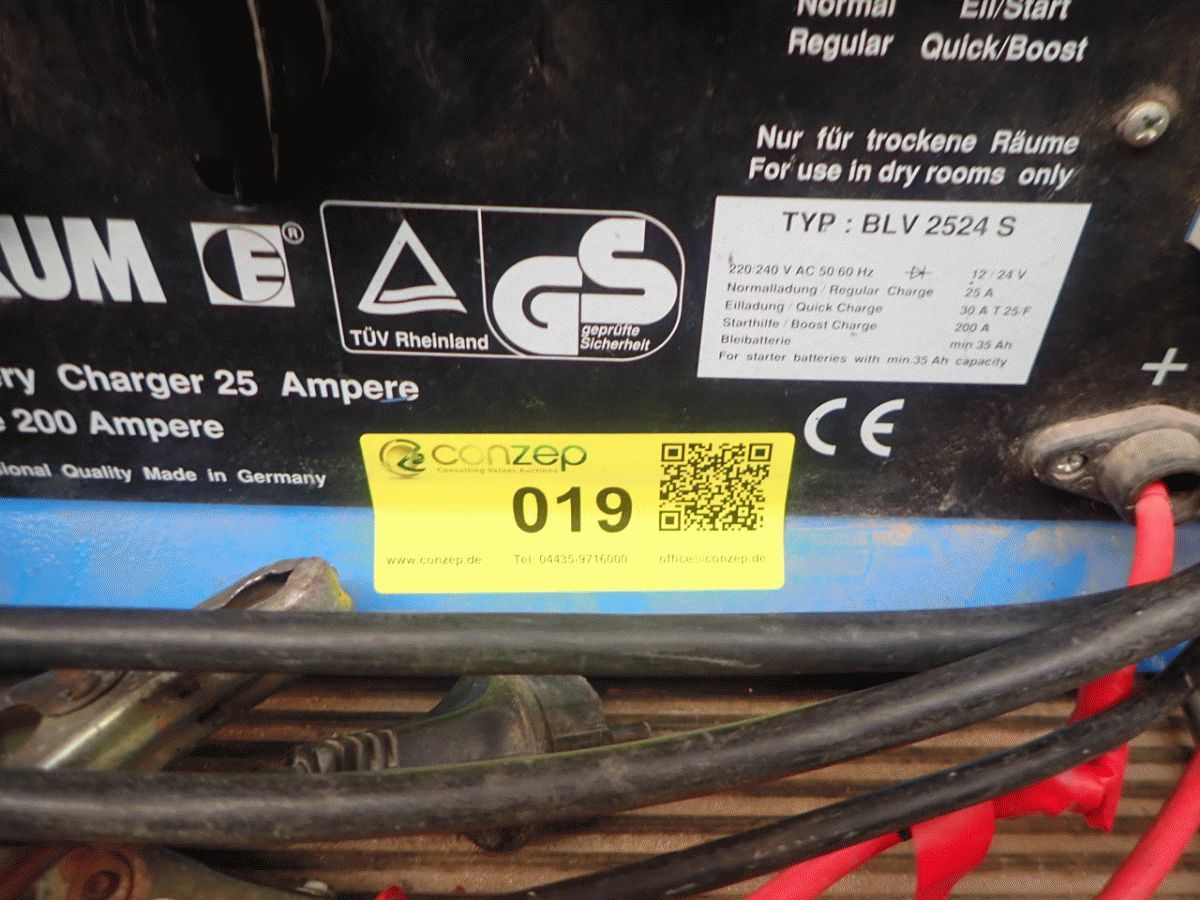 Normal Eil/Start
Regular Quick/Boost
Nur für trockene Räume
For use in dry rooms only
E ®
TÜV Rheinland
GS
geprüfte
Sicherheit
TYP : BLV 2524 S
220/240 V AC 50/60 Hz 12 / 24 V
Normalladung / Regular Charge 25 A
Eilladung / Quick Charge 30 A T 25/F
Starthilfe / Boost Charge 200 A
Bleibatterie min 35 Ah
For starter batteries with min.35 Ah capacity
+
Charger 25 Ampere
200 Ampere
CE
Quality Made in Germany
conzep
Consulting Values Auctions
019
www.conzep.de Tel: 04435-9716000 office@conzep.de